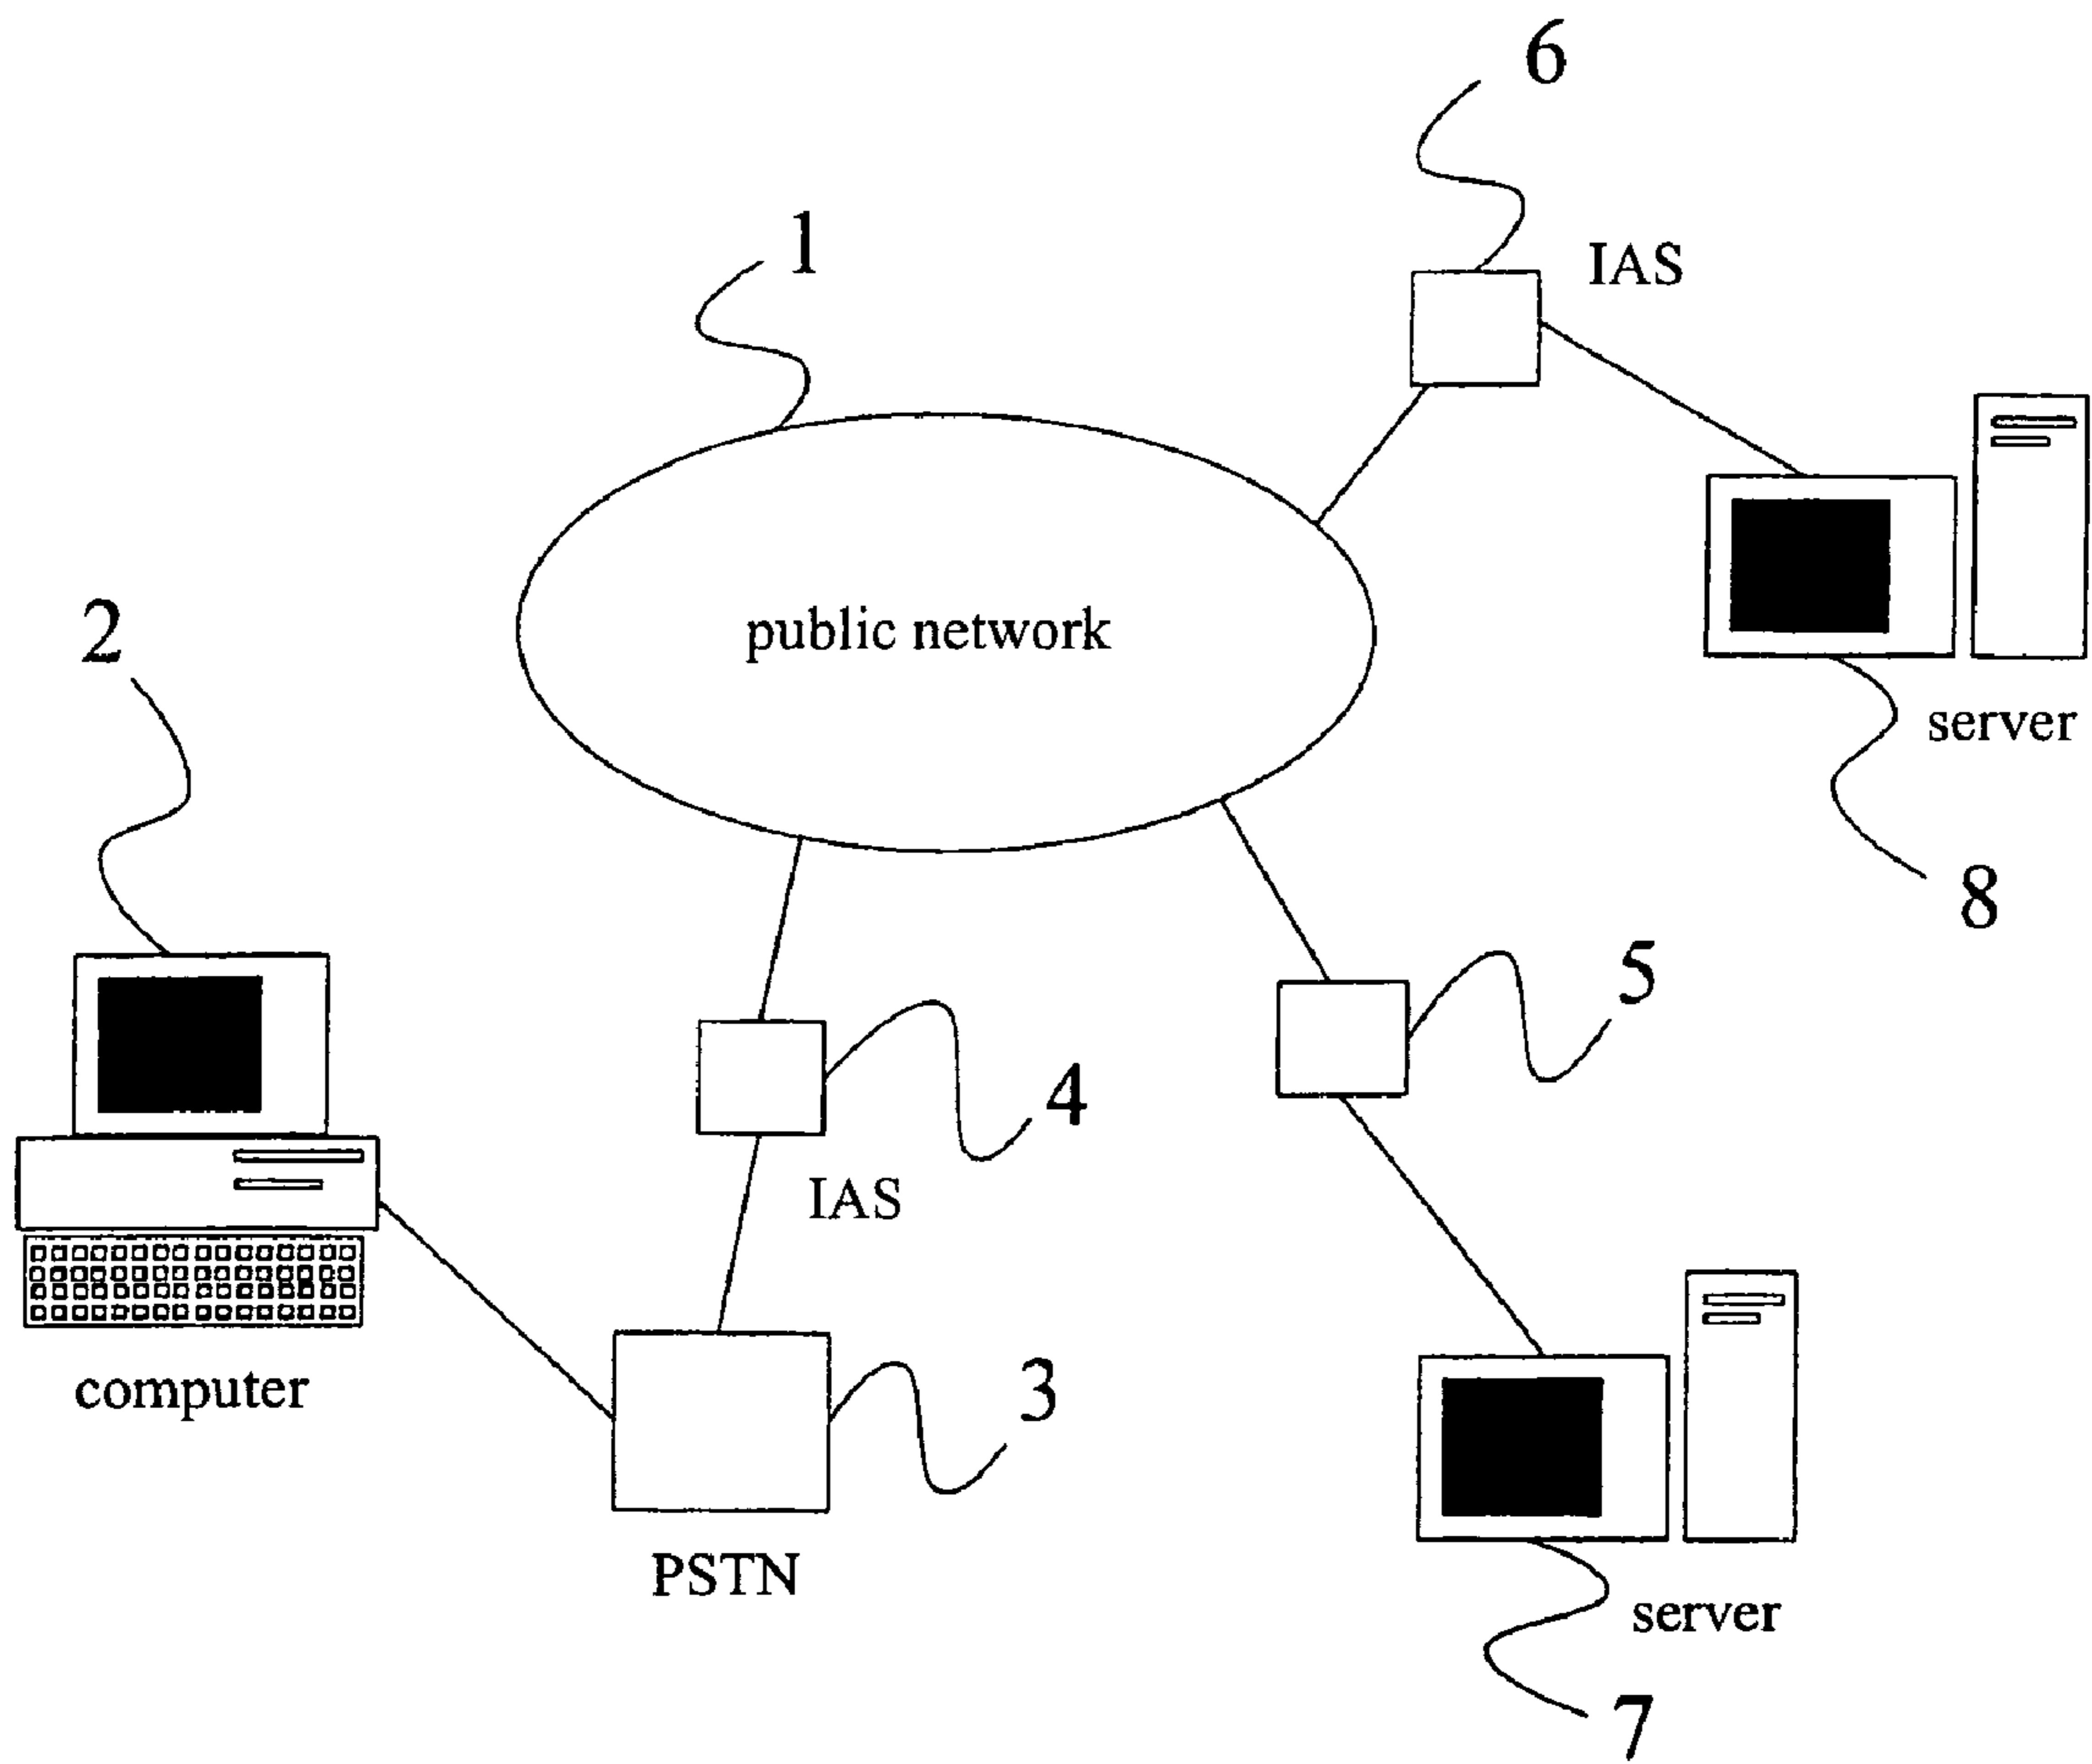 6
1
IAS
public network
2
server
8
5
4
IAS
computer
3
PSTN
server
7